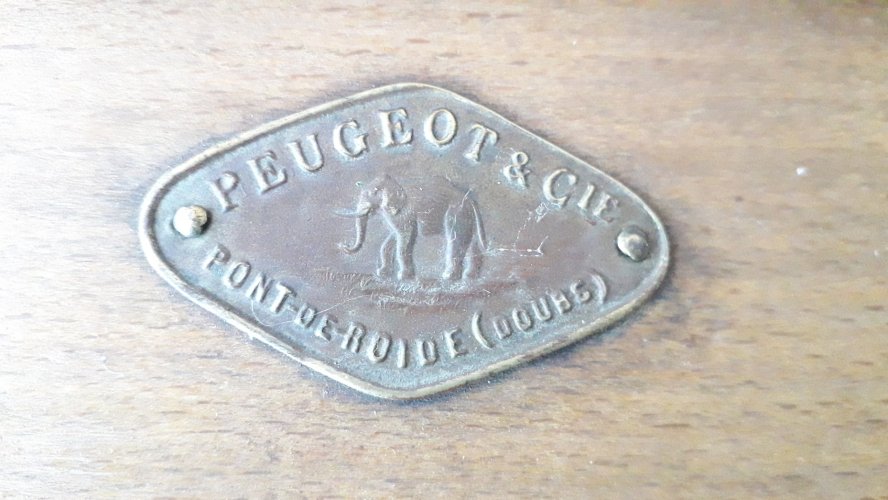 PEUGEOT & CIE
PONT-DE-ROIDE (DOUBS)